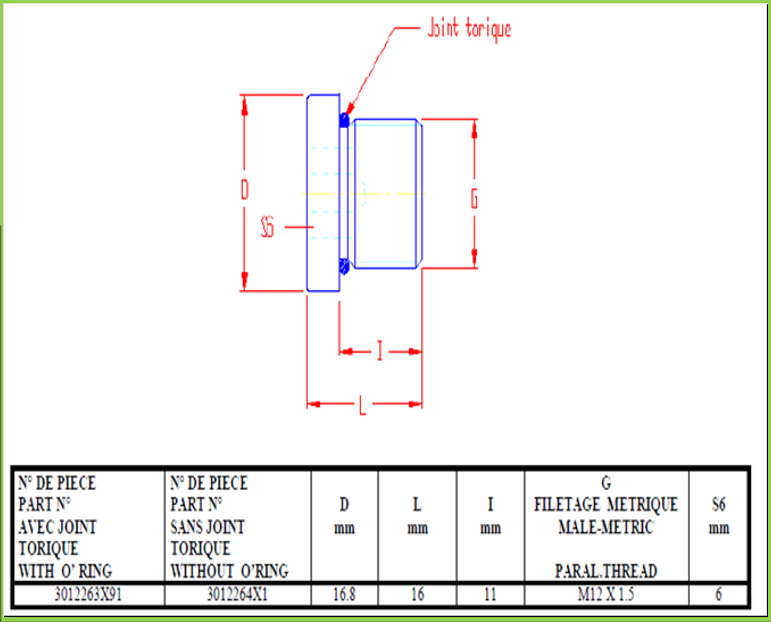 Joint torique
D
G
S6
I
L
N° DE PIECE
PART N°
AVEC JOINT
TORIQUE
WITH O' RING
N° DE PIECE
PART N°
SANS JOINT
TORIQUE
WITHOUT O'RING
D
mm
L
mm
I
mm
G
FILETAGE METRIQUE
MALE-METRIC
PARAL.THREAD
S6
mm
3012263X91 3012264X1 16.8 16 11 M12 X 1.5 6